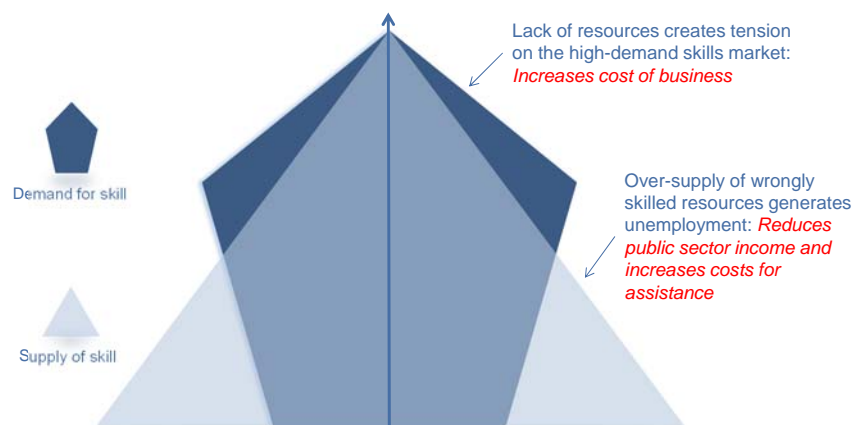 Lack of resources creates tension
on the high-demand skills market:
Increases cost of business
Demand for skill
Over-supply of wrongly
skilled resources generates
unemployment: Reduces
public sector income and
increases costs for
assistance
Supply of skill